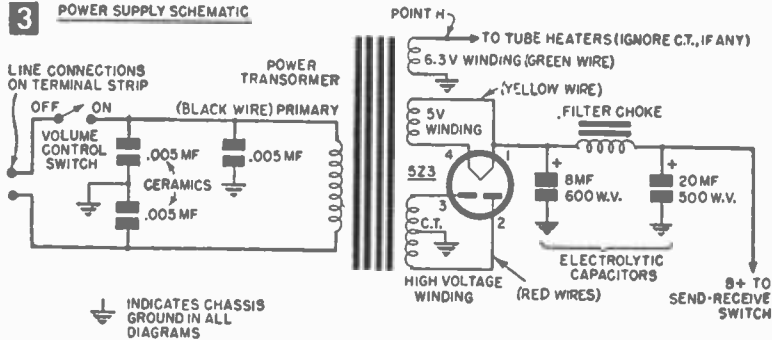 3 POWER SUPPLY SCHEMATIC
POINT H
TO TUBE HEATERS (IGNORE C.T., IF ANY)
6.3 V WINDING (GREEN WIRE)
LINE CONNECTIONS
ON TERMINAL STRIP
POWER
TRANSORMER
OFF
ON
(BLACK WIRE) PRIMARY
VOLUME
CONTROL
SWITCH
.005 MF
.005 MF
CERAMICS
.005 MF
(YELLOW WIRE)
5V
WINDING
FILTER CHOKE
4
1
5Z3
3
2
+
8MF
600 W.V.
+
20 MF
500 W.V.
C.T.
HIGH VOLTAGE
WINDING
(RED WIRES)
ELECTROLYTIC
CAPACITORS
B+ TO
SEND-RECEIVE
SWITCH
INDICATES CHASSIS
GROUND IN ALL
DIAGRAMS